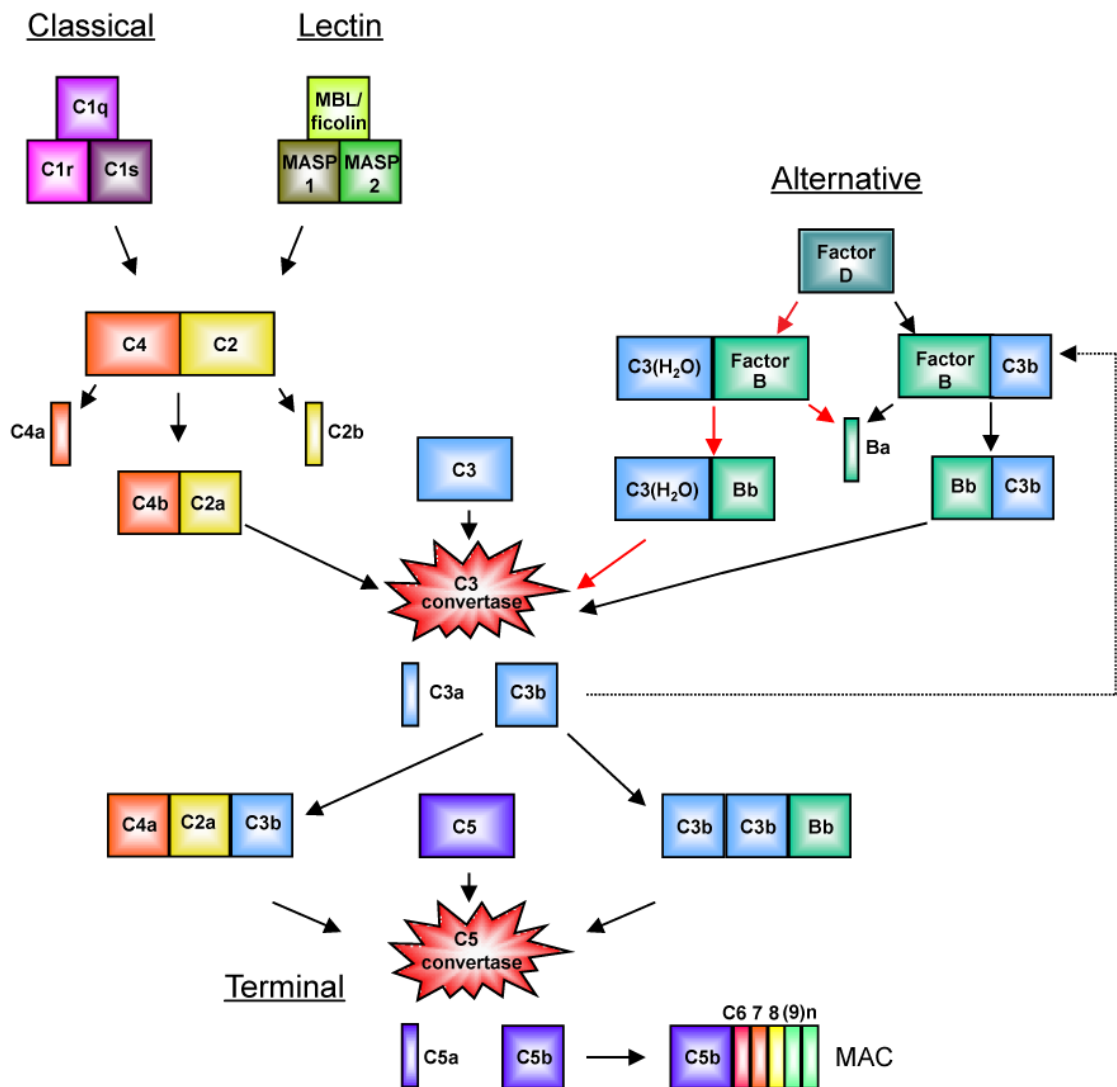 Classical
Lectin
C1q
MBL/
ficolin
C1r
C1s
MASP
1
MASP
2
Alternative
Factor
D
C4
C2
C3(H₂O)
Factor
B
Factor
B
C3b
C4a
C2b
Ba
C3
C4b
C2a
C3(H₂O)
Bb
Bb
C3b
C3
convertase
C3a
C3b
C4a
C2a
C3b
C5
C3b
C3b
Bb
C5
convertase
Terminal
C6 7 8 (9)n
C5a
C5b
C5b
MAC